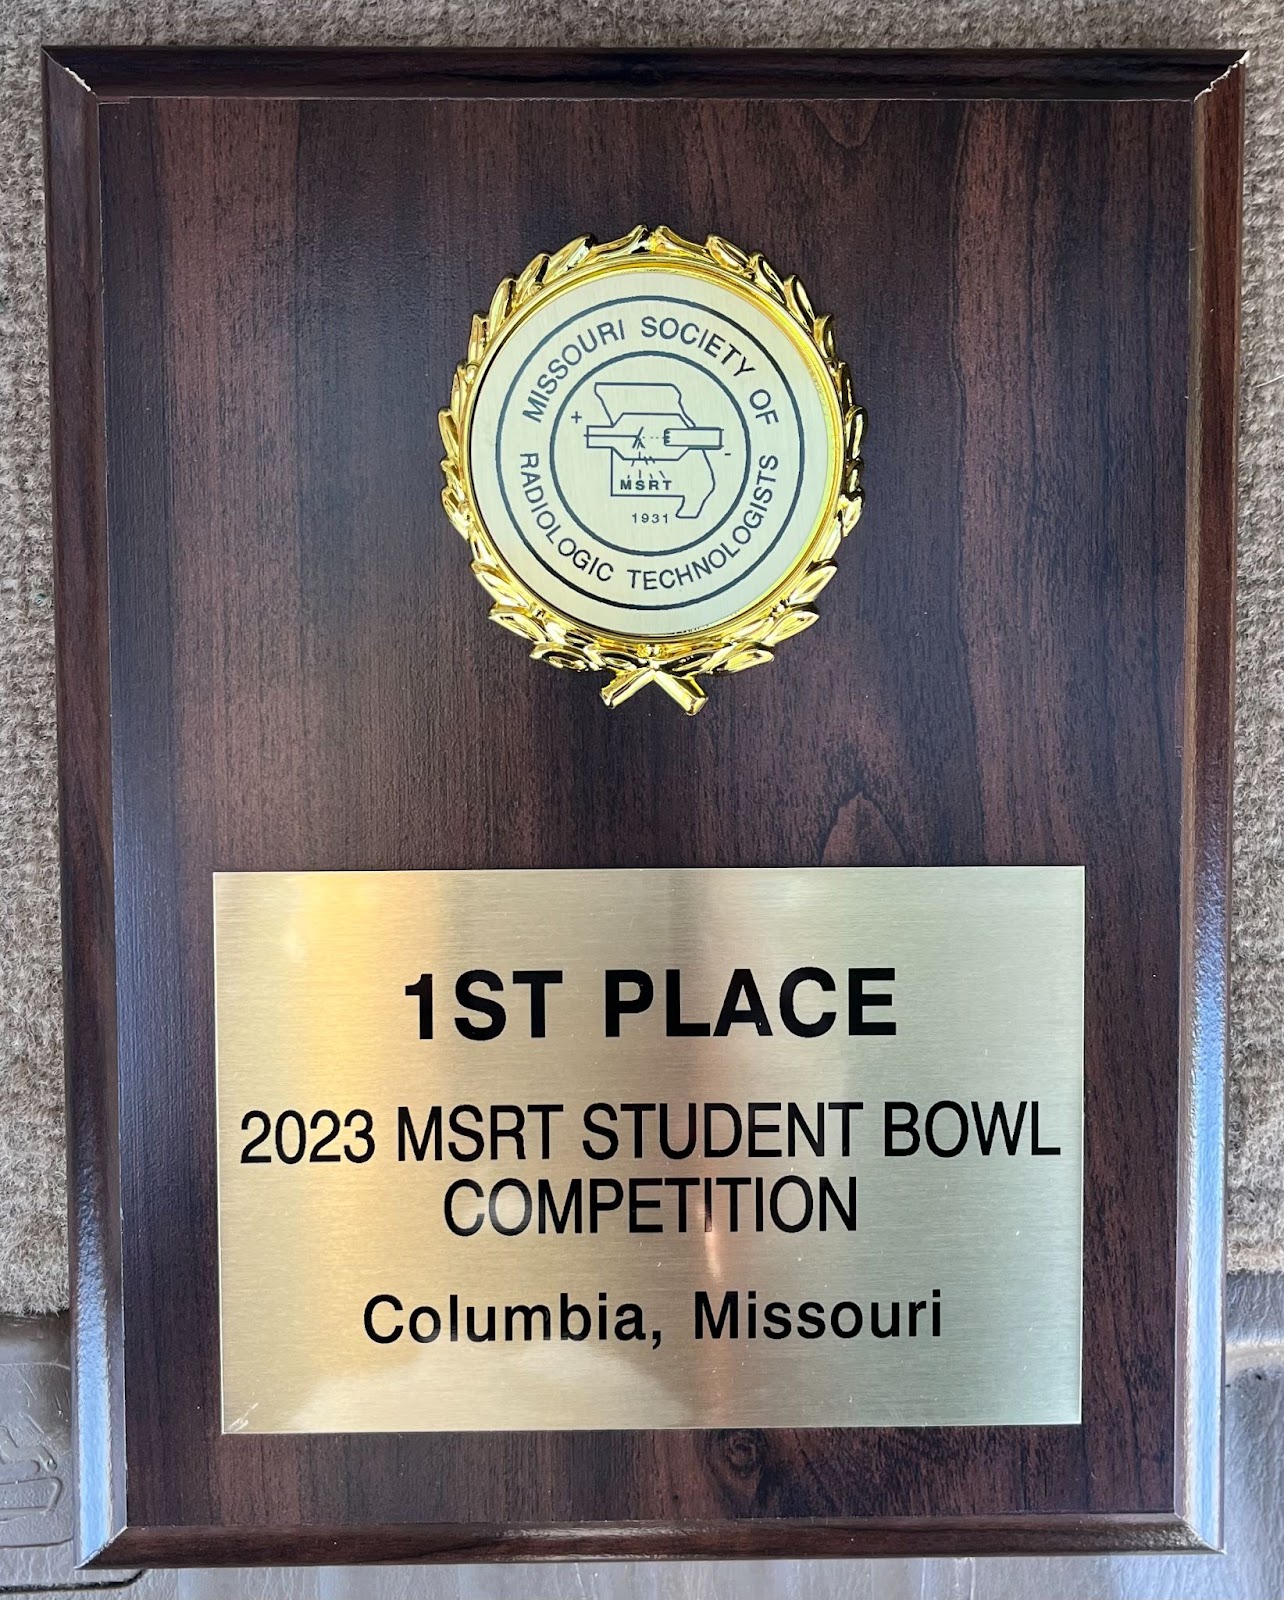 MISSOURI SOCIETY OF
RADIOLOGIC TECHNOLOGISTS
+
-
MSRT
1931
1ST PLACE
2023 MSRT STUDENT BOWL
COMPETITION
Columbia, Missouri